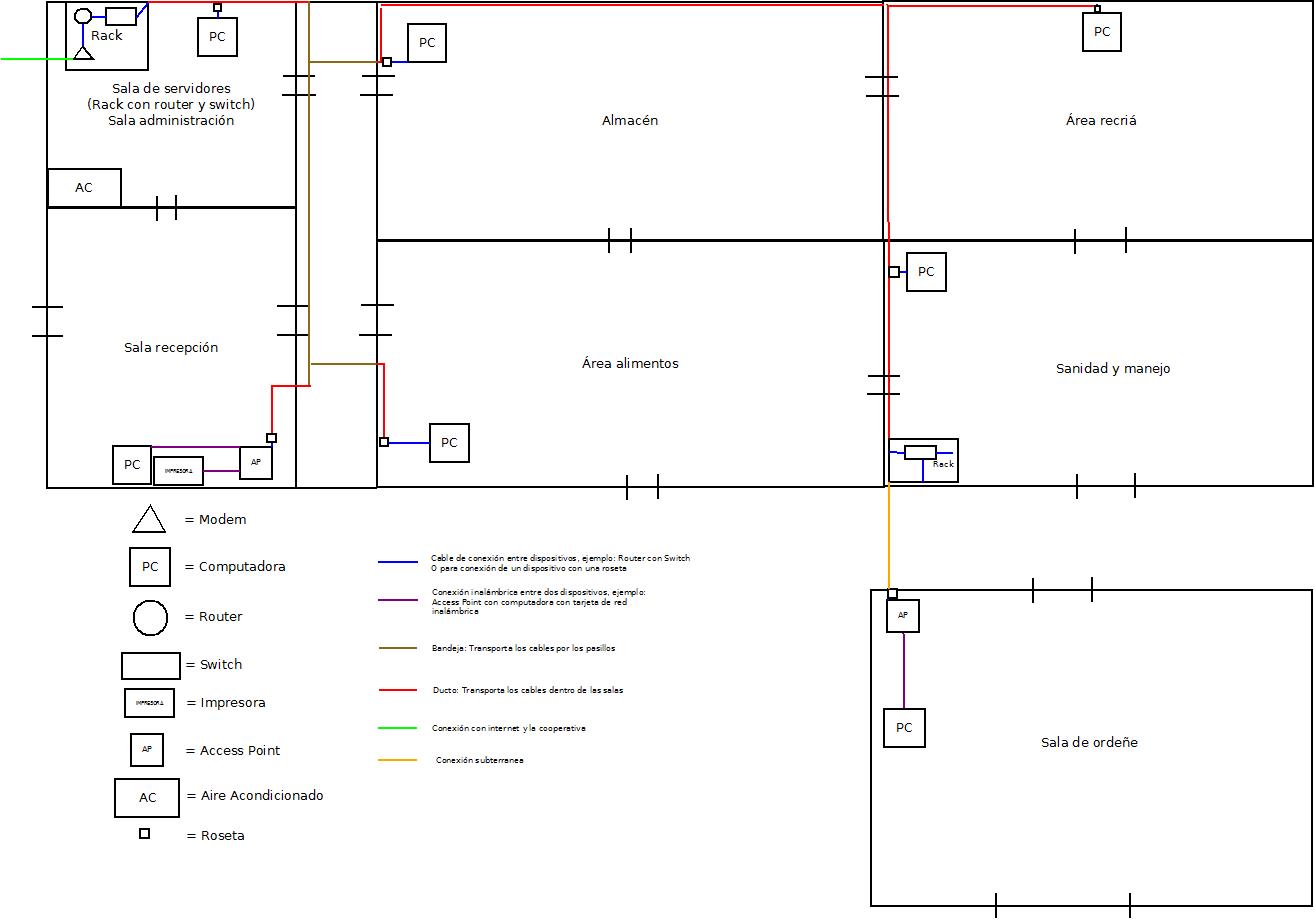 Rack
PC
Sala de servidores
(Rack con router y switch)
Sala administración
AC
PC
Almacén
PC
Área recriá
Sala recepción
PC
IMPRESORA
AP
Área alimentos
PC
PC
Sanidad y manejo
Rack
= Modem
PC
= Computadora
= Router
= Switch
IMPRESORA
= Impresora
AP
= Access Point
AC
= Aire Acondicionado
= Roseta
Cable de conexión entre dispositivos, ejemplo: Router con Switch
O para conexión de un dispositivo con una roseta
Conexión inalámbrica entre dos dispositivos, ejemplo:
Access Point con computadora con tarjeta de red
inalámbrica
Bandeja: Transporta los cables por los pasillos
Ducto: Transporta los cables dentro de las salas
Conexión con internet y la cooperativa
Conexión subterranea
AP
PC
Sala de ordeñe